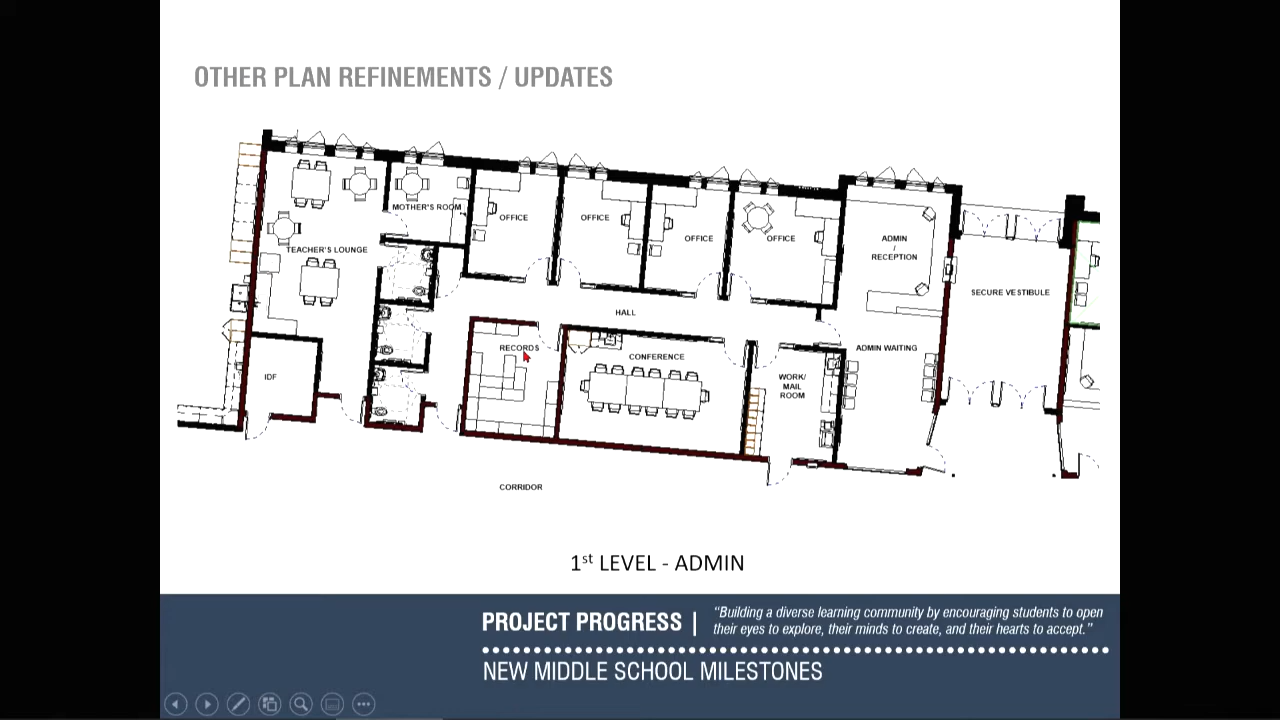 OTHER PLAN REFINEMENTS / UPDATES
MOTHER'S ROOM
OFFICE
OFFICE
OFFICE
OFFICE
ADMIN
/
RECEPTION
TEACHER'S LOUNGE
SECURE VESTIBULE
HALL
RECORDS
CONFERENCE
ADMIN WAITING
IDF
WORK/
MAIL
ROOM
CORRIDOR
1st LEVEL - ADMIN
PROJECT PROGRESS |
“Building a diverse learning community by encouraging students to open
their eyes to explore, their minds to create, and their hearts to accept.”
NEW MIDDLE SCHOOL MILESTONES